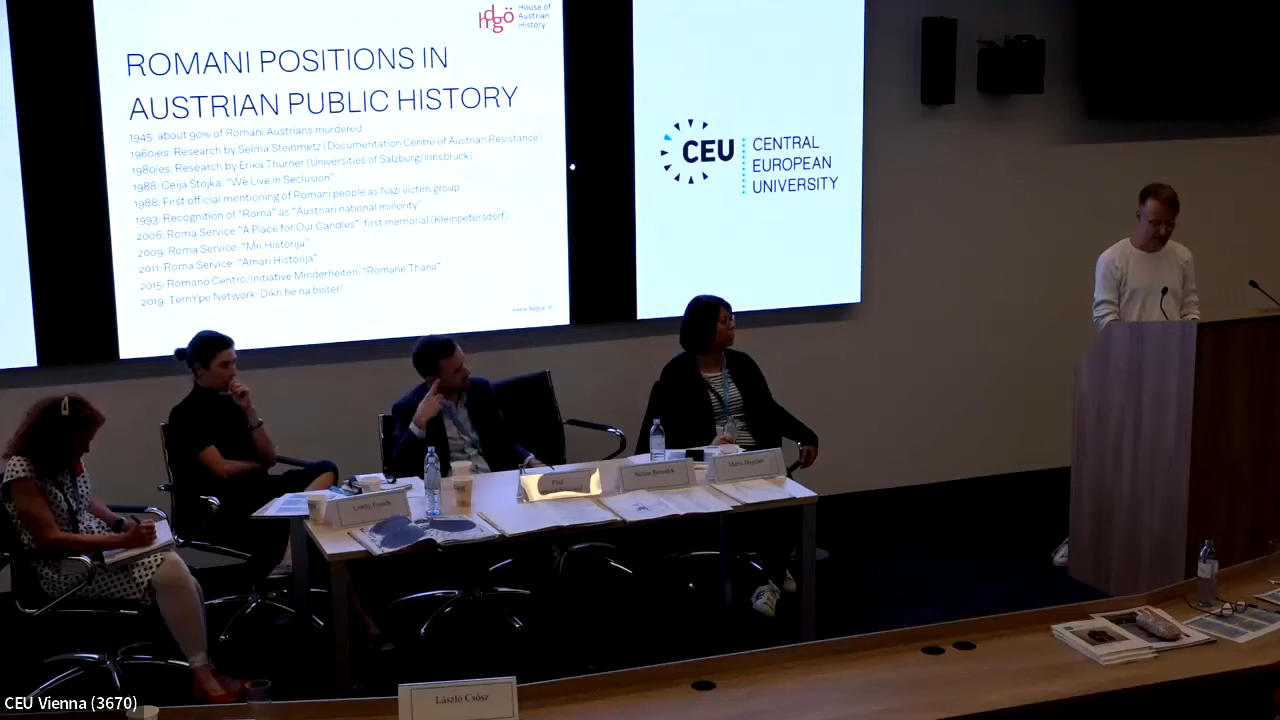 hdgö
House of
Austrian
History
ROMANI POSITIONS IN
AUSTRIAN PUBLIC HISTORY
1945: about 90% of Romani Austrians murdered
1960ies: Research by Selma Steinmetz (Documentation Centre of Austrian Resistance)
1980ies: Research by Erika Thurner (Universities of Salzburg/Innsbruck)
1988: Ceija Stojka: "We Live in Seclusion"
1988: First official mentioning of Romani people as Nazi victim group
1993: Recognition of "Roma" as "Austrian national minority"
2006: Roma Service "A Place for Our Candles": first memorial (Kleinpetersdorf)
2009: Roma Service: "Mri Historija"
2011: Roma Service: "Amari Historija"
2015: Romano Centro/Initiative Minderheiten: "Romane Thana"
2019: TernYpe Network: Dikh he na bister!
www.hdgoe.at
CEU
CENTRAL
EUROPEAN
UNIVERSITY
Stefan Benedik
Paul
László Csősz
CEU Vienna (3670)